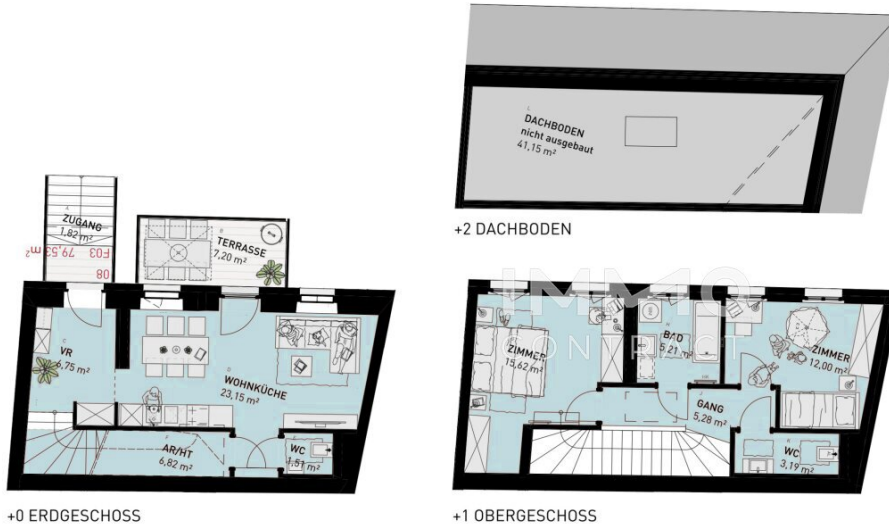 DACHBODEN
nicht ausgebaut
41,15 m²
+2 DACHBODEN
ZUGANG
1,82 m²
F03 79,53 m²
08
TERRASSE
7,20 m²
VR
6,75 m²
WOHNKÜCHE
23,15 m²
AR/HT
6,82 m²
WC
1,51 m²
+0 ERDGESCHOSS
IMMO
CONTRACT
ZIMMER
15,62 m²
BAD
5,21 m²
ZIMMER
12,00 m²
GANG
5,28 m²
WC
3,19 m²
+1 OBERGESCHOSS